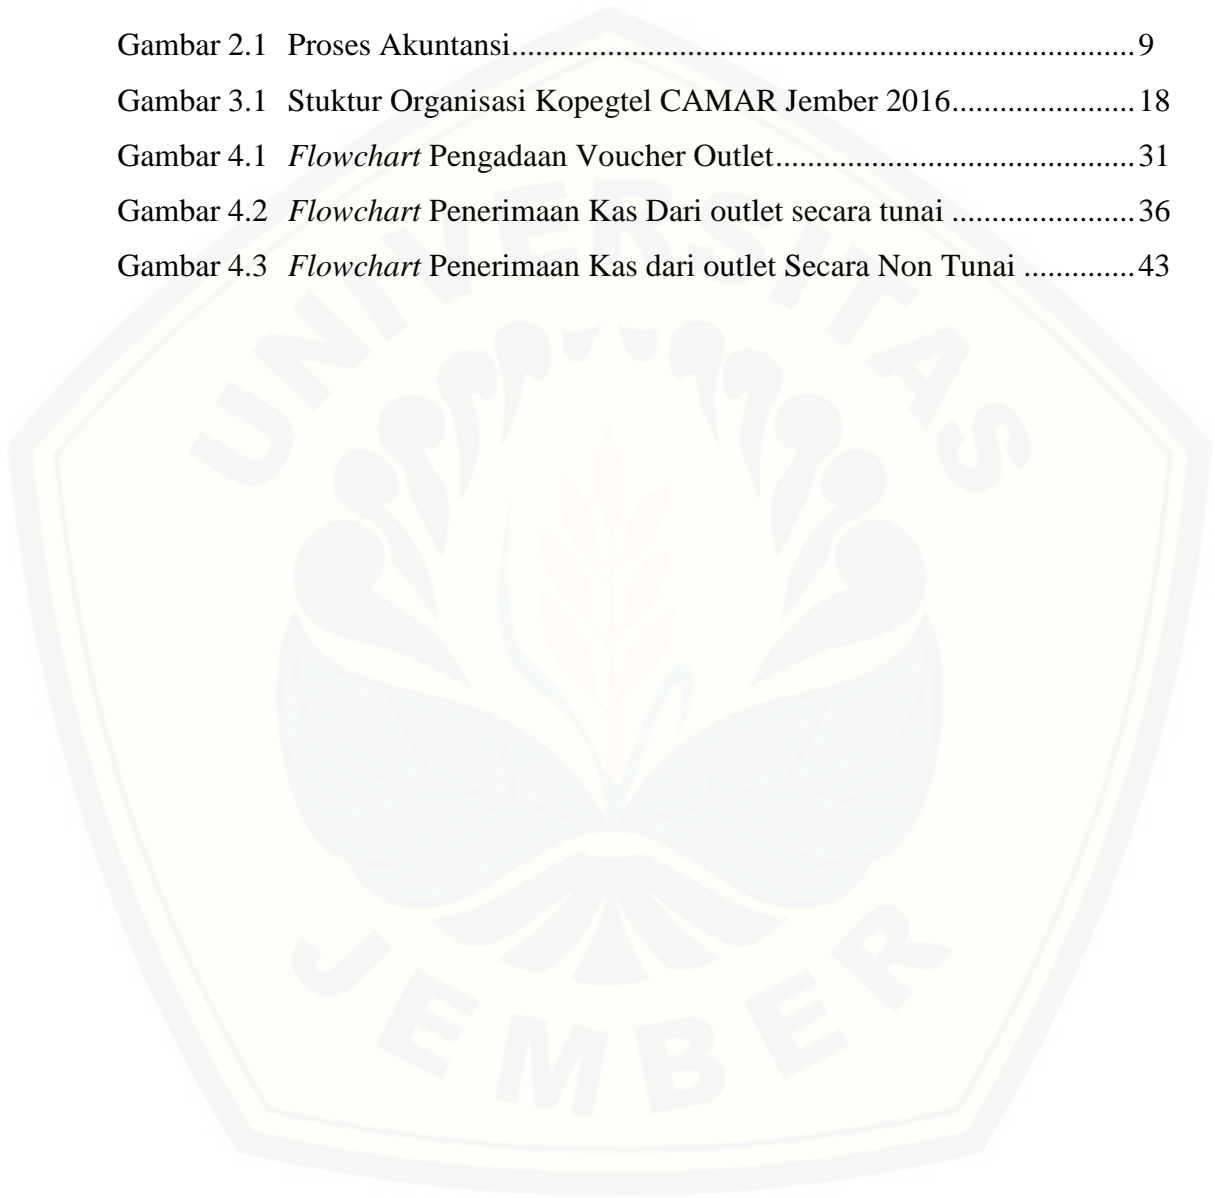 Gambar 2.1 Proses Akuntansi..............................................................................9
Gambar 3.1 Stuktur Organisasi Kopegtel CAMAR Jember 2016.......................18
Gambar 4.1 Flowchart Pengadaan Voucher Outlet.............................................31
Gambar 4.2 Flowchart Penerimaan Kas Dari outlet secara tunai .......................36
Gambar 4.3 Flowchart Penerimaan Kas dari outlet Secara Non Tunai ..............43
UNIVERSITAS
JEMBER